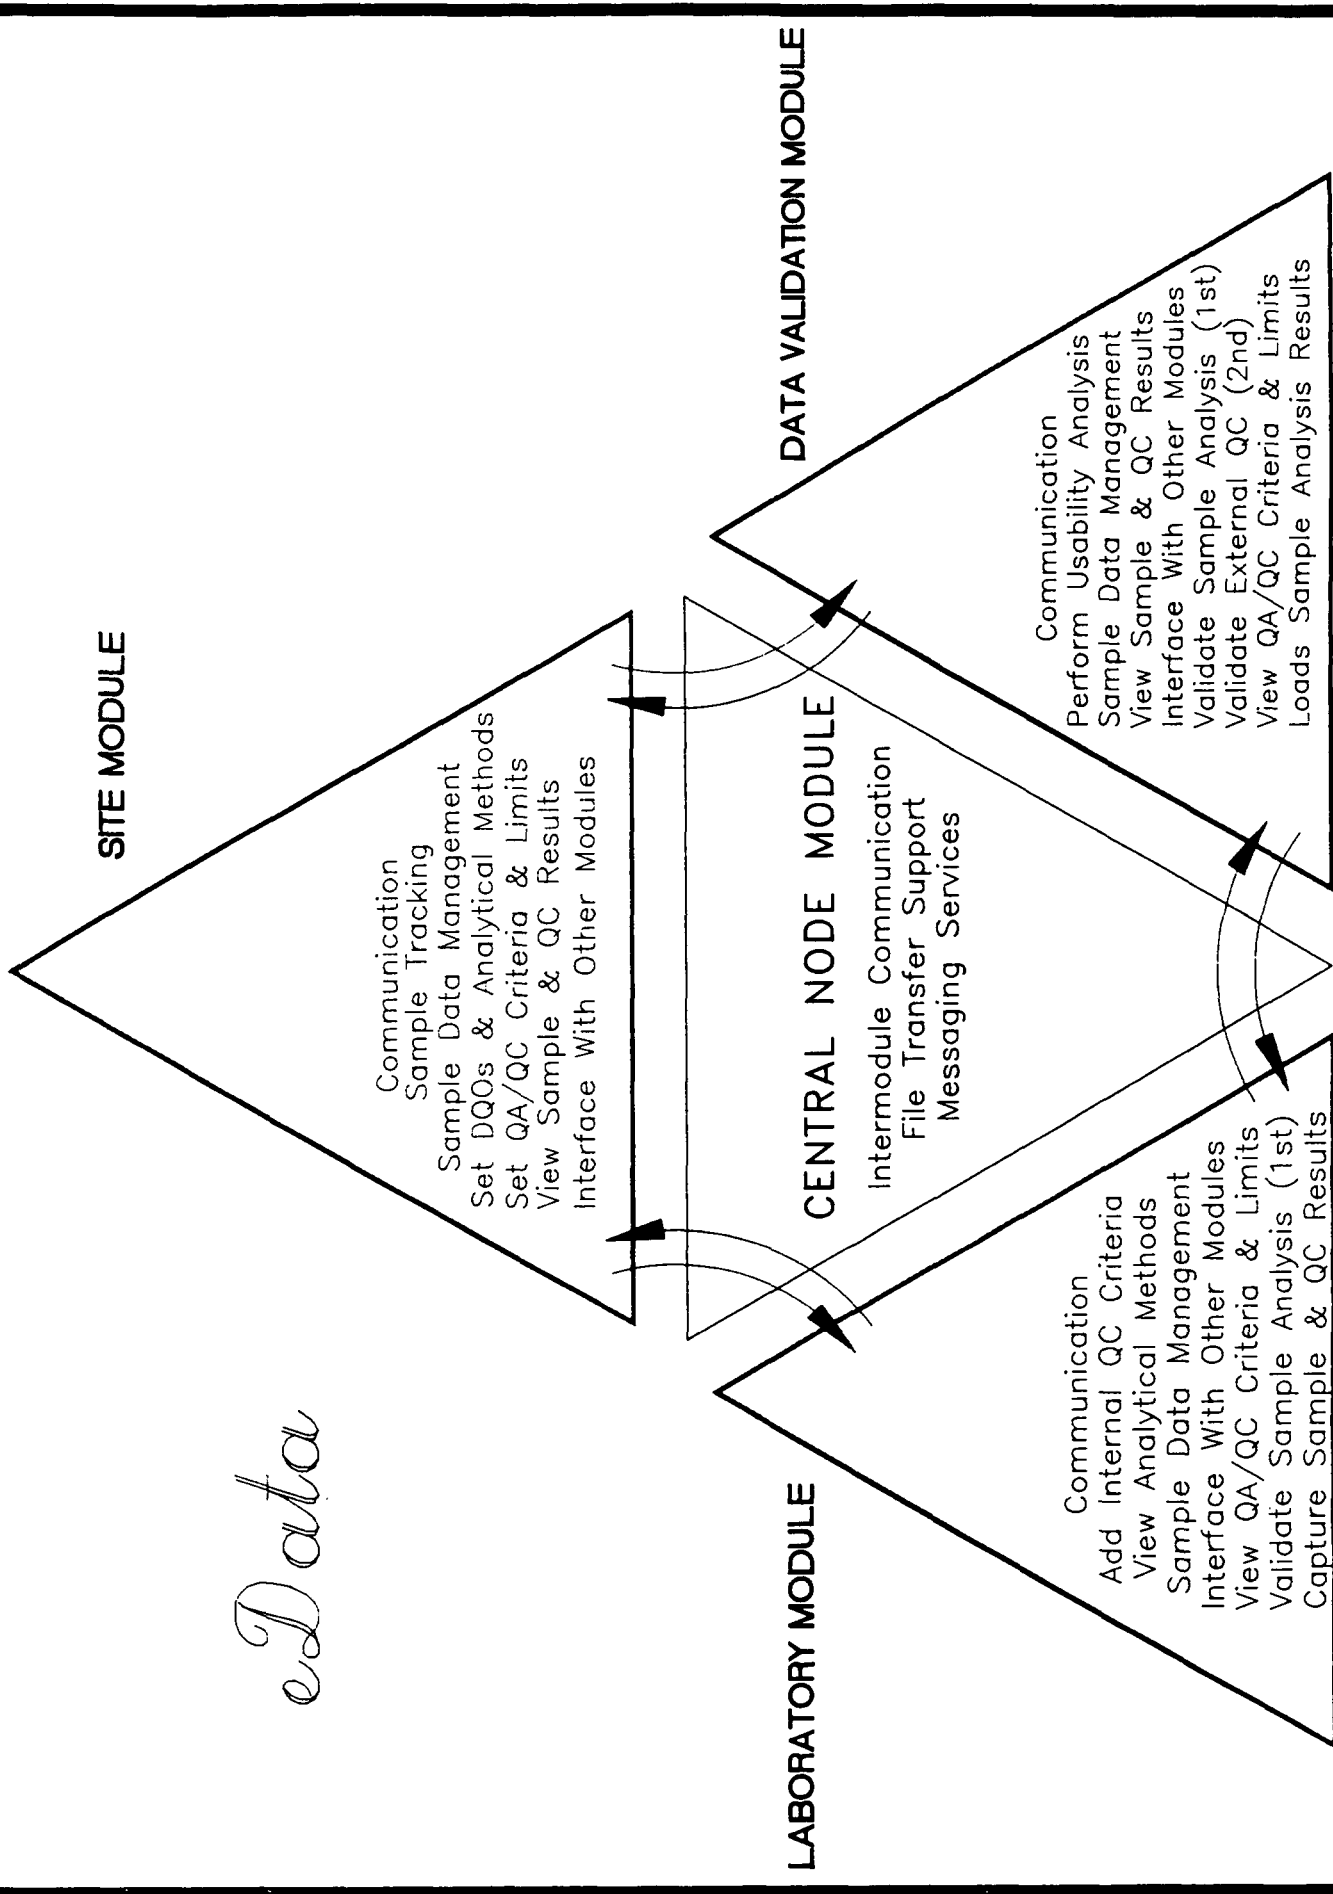 eData
SITE MODULE
Communication
Sample Tracking
Sample Data Management
Set DQOs & Analytical Methods
Set QA/QC Criteria & Limits
View Sample & QC Results
Interface With Other Modules
CENTRAL NODE MODULE
Intermodule Communication
File Transfer Support
Messaging Services
LABORATORY MODULE
Communication
Add Internal QC Criteria
View Analytical Methods
Sample Data Management
Interface With Other Modules
View QA/QC Criteria & Limits
Validate Sample Analysis (1st)
Capture Sample & QC Results
DATA VALIDATION MODULE
Communication
Perform Usability Analysis
Sample Data Management
View Sample & QC Results
Interface With Other Modules
Validate Sample Analysis (1st)
Validate External QC (2nd)
View QA/QC Criteria & Limits
Loads Sample Analysis Results